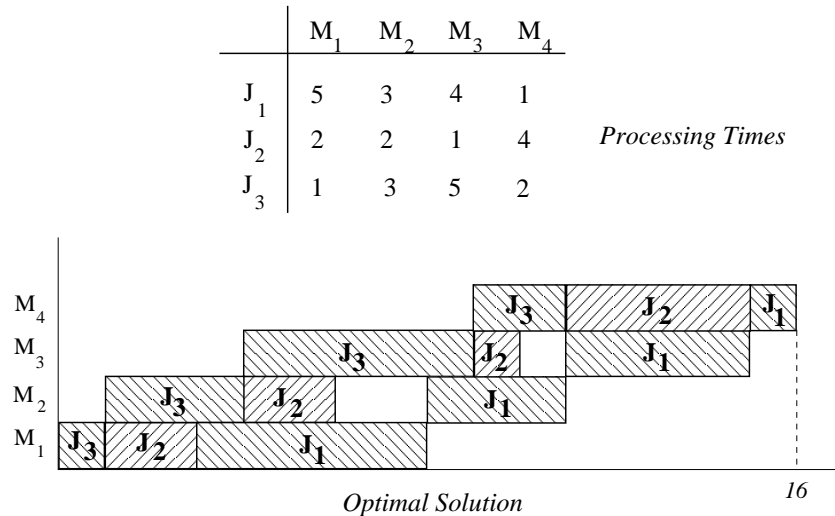 M1 M2 M3 M4
J1 5 3 4 1
J2 2 2 1 4
J3 1 3 5 2
Processing Times
M4 J3 J2 J1
M3 J3 J2 J1
M2 J3 J2 J1
M1 J3 J2 J1
16
Optimal Solution